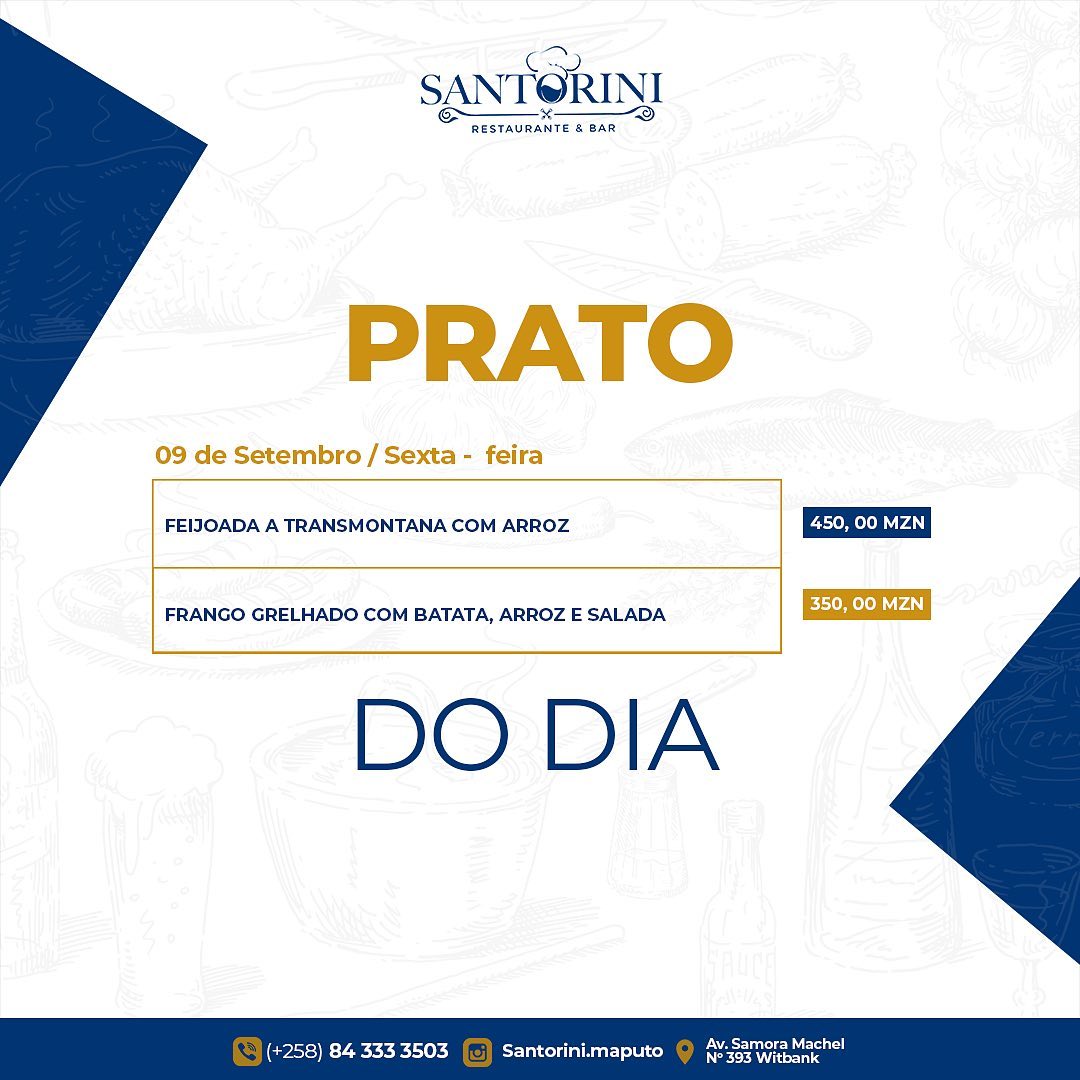 SANTORINI
RESTAURANTE & BAR
PRATO
09 de Setembro / Sexta - feira
FEIJOADA A TRANSMONTANA COM ARROZ
450, 00 MZN
FRANGO GRELHADO COM BATATA, ARROZ E SALADA
350, 00 MZN
DO DIA
SAUCE
(+258) 84 333 3503
Santorini.maputo
Av. Samora Machel
Nº 393 Witbank